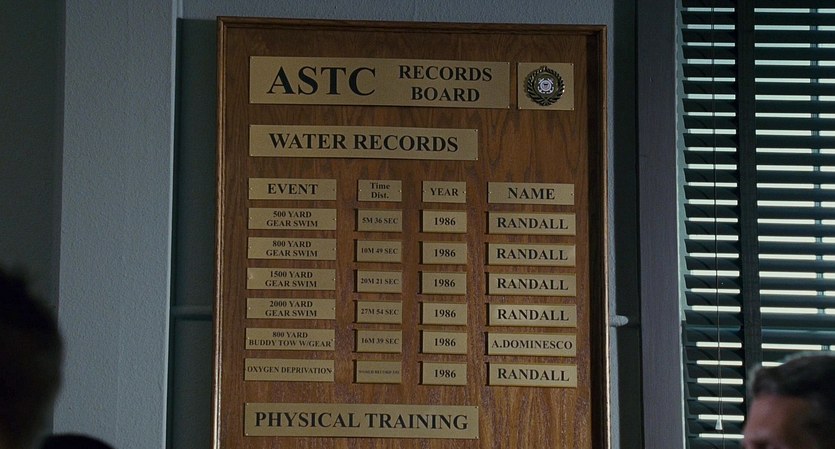 ASTC RECORDS
BOARD
WATER RECORDS
EVENT Time Dist. YEAR NAME
500 YARD
GEAR SWIM 5M 36 SEC 1986 RANDALL
800 YARD
GEAR SWIM 10M 49 SEC 1986 RANDALL
1500 YARD
GEAR SWIM 20M 21 SEC 1986 RANDALL
2000 YARD
GEAR SWIM 27M 54 SEC 1986 RANDALL
800 YARD
BUDDY TOW W/GEAR 16M 39 SEC 1986 A.DOMINESCO
OXYGEN DEPRIVATION 1986 RANDALL
PHYSICAL TRAINING